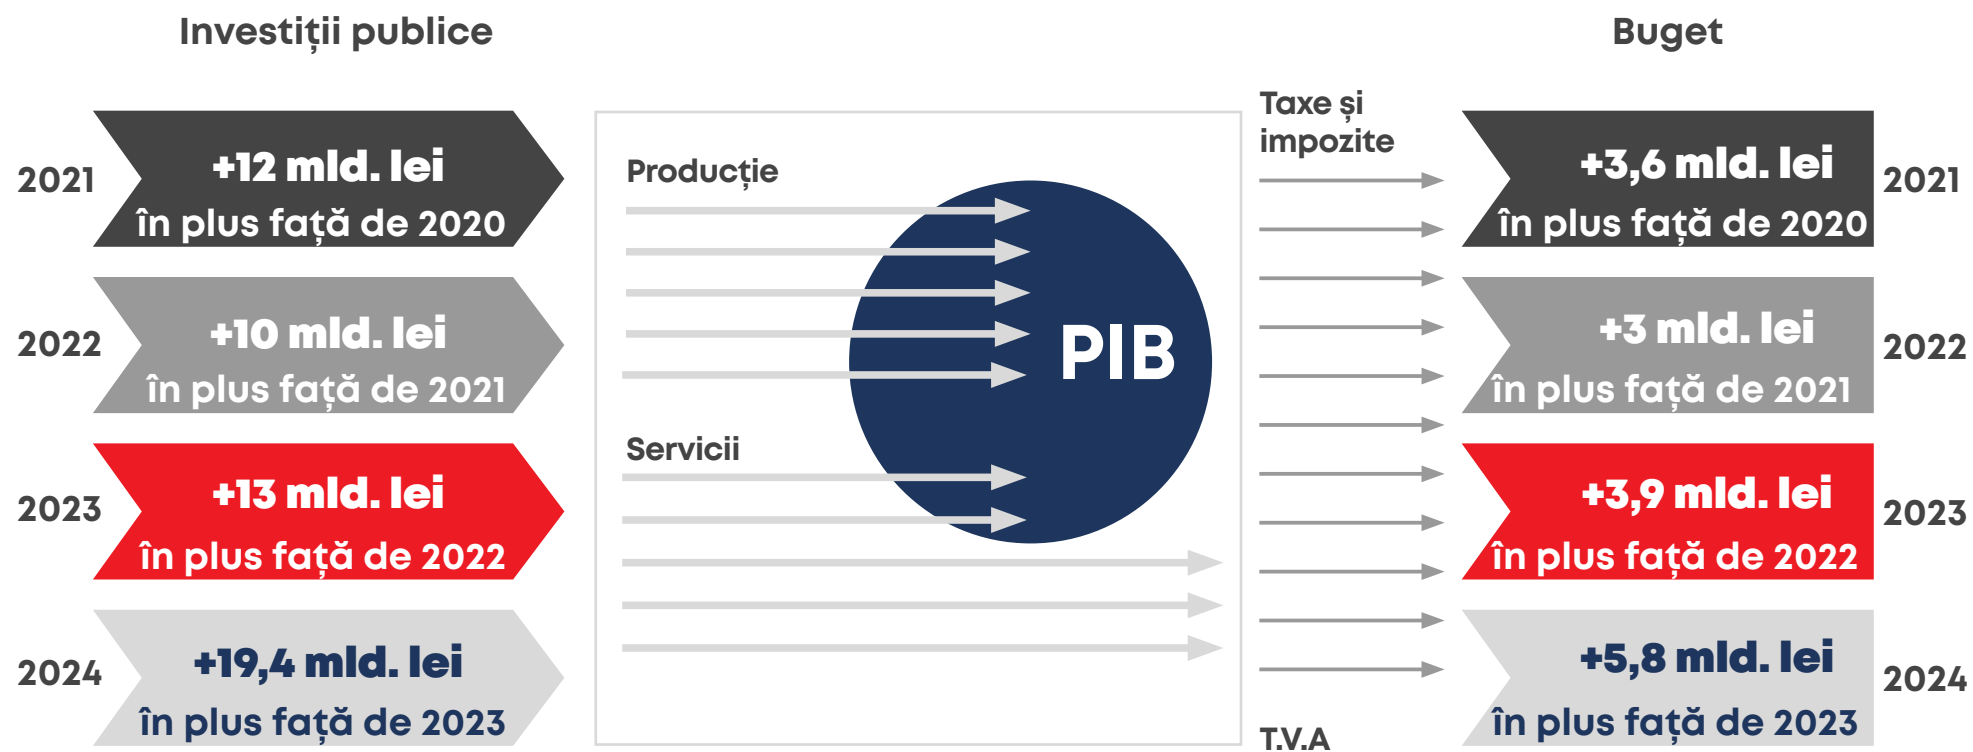 Investiții publice
2021
+12 mld. lei
în plus față de 2020
2022
+10 mld. lei
în plus față de 2021
2023
+13 mld. lei
în plus față de 2022
2024
+19,4 mld. lei
în plus față de 2023
Producție
PIB
Servicii
Taxe și
impozite
T.V.A
Buget
+3,6 mld. lei
în plus față de 2020
2021
+3 mld. lei
în plus față de 2021
2022
+3,9 mld. lei
în plus față de 2022
2023
+5,8 mld. lei
în plus față de 2023
2024